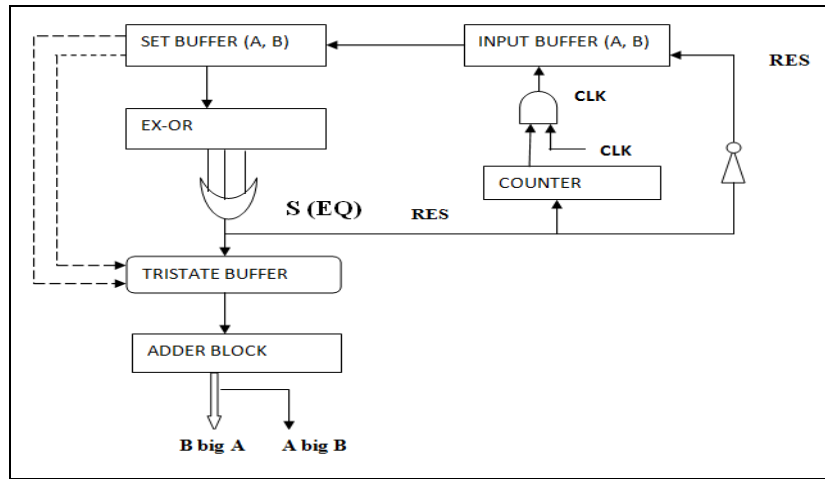 SET BUFFER (A, B)
INPUT BUFFER (A, B)
RES
CLK
EX-OR
CLK
COUNTER
S (EQ)
RES
TRISTATE BUFFER
ADDER BLOCK
B big A
A big B